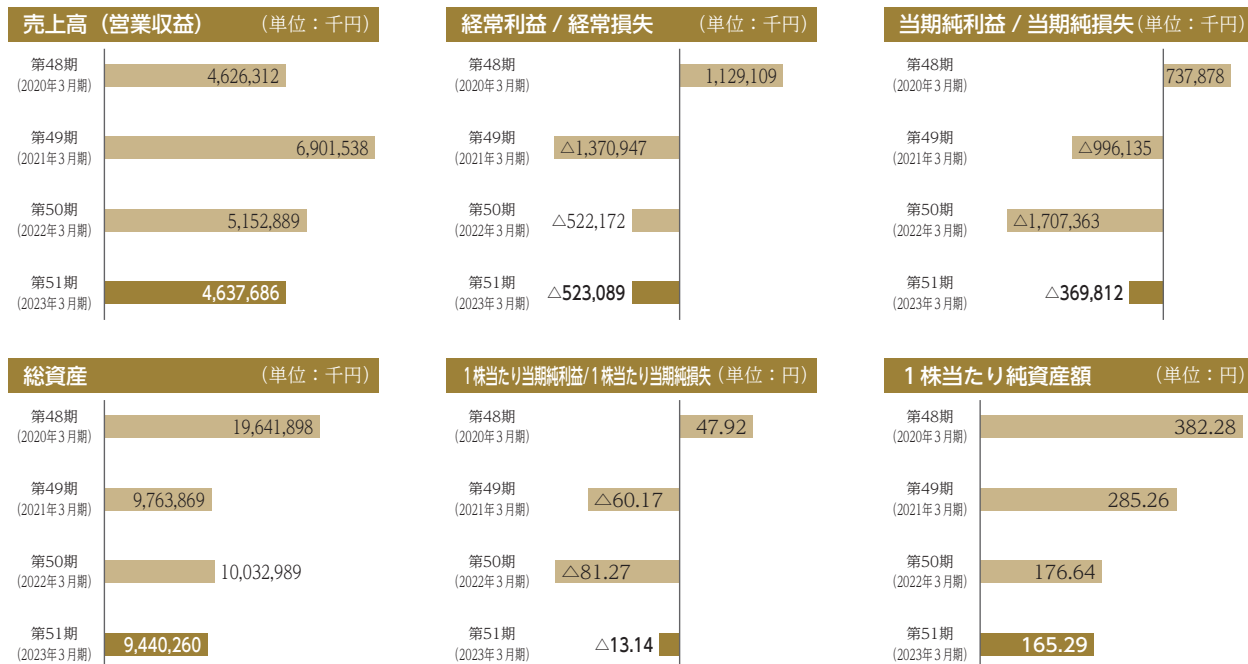 売上高（営業収益）　（単位：千円）
第48期
（2020年3月期）
4,626,312
第49期
（2021年3月期）
6,901,538
第50期
（2022年3月期）
5,152,889
第51期
（2023年3月期）
4,637,686
経常利益 / 経常損失　（単位：千円）
第48期
（2020年3月期）
1,129,109
第49期
（2021年3月期）
△1,370,947
第50期
（2022年3月期）
△522,172
第51期
（2023年3月期）
△523,089
当期純利益 / 当期純損失（単位：千円）
第48期
（2020年3月期）
737,878
第49期
（2021年3月期）
△996,135
第50期
（2022年3月期）
△1,707,363
第51期
（2023年3月期）
△369,812
総資産　（単位：千円）
第48期
（2020年3月期）
19,641,898
第49期
（2021年3月期）
9,763,869
第50期
（2022年3月期）
10,032,989
第51期
（2023年3月期）
9,440,260
1株当たり当期純利益/1株当たり当期純損失（単位：円）
第48期
（2020年3月期）
47.92
第49期
（2021年3月期）
△60.17
第50期
（2022年3月期）
△81.27
第51期
（2023年3月期）
△13.14
1株当たり純資産額　（単位：円）
第48期
（2020年3月期）
382.28
第49期
（2021年3月期）
285.26
第50期
（2022年3月期）
176.64
第51期
（2023年3月期）
165.29